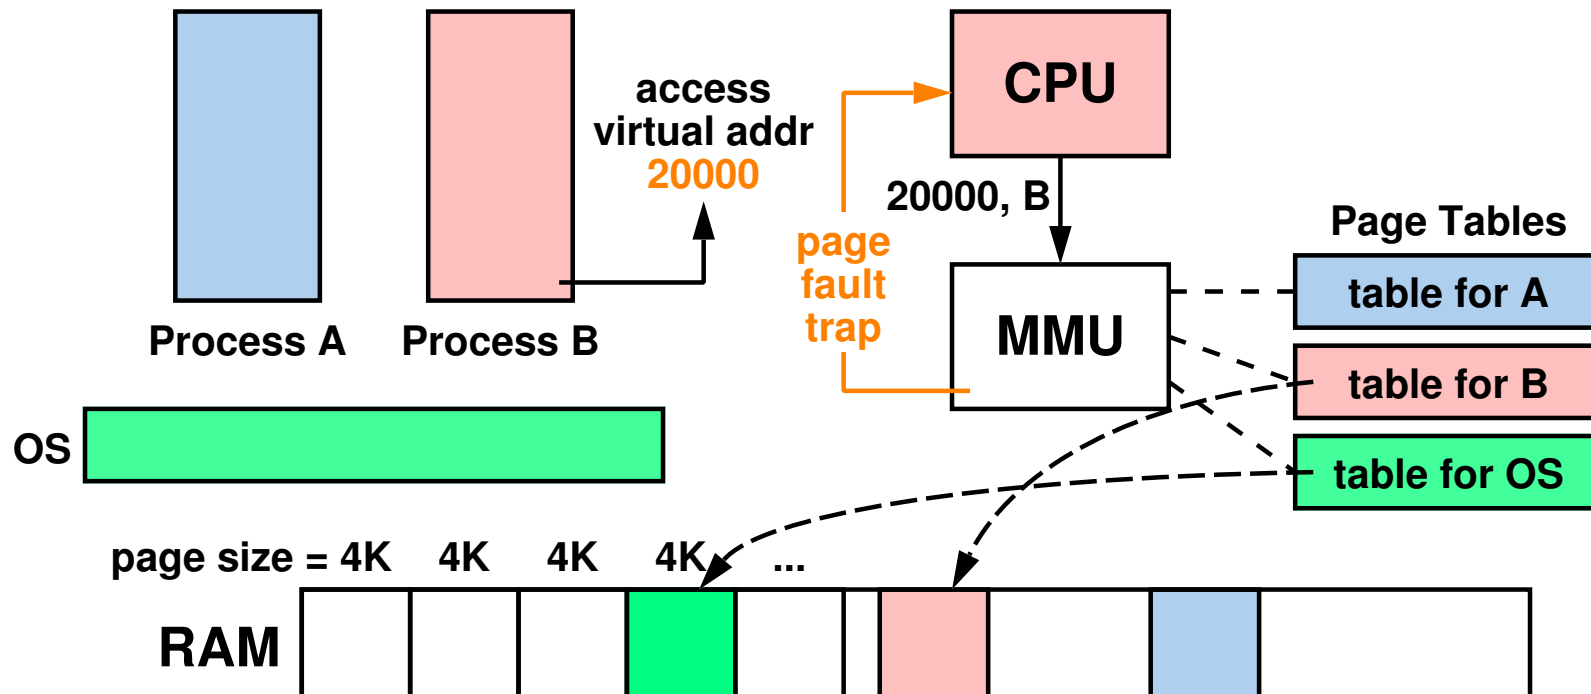 access
virtual addr
20000
CPU
20000, B
page
fault
trap
Page Tables
table for A
MMU
Process A
Process B
table for B
OS
table for OS
page size = 4K 4K 4K 4K ...
RAM